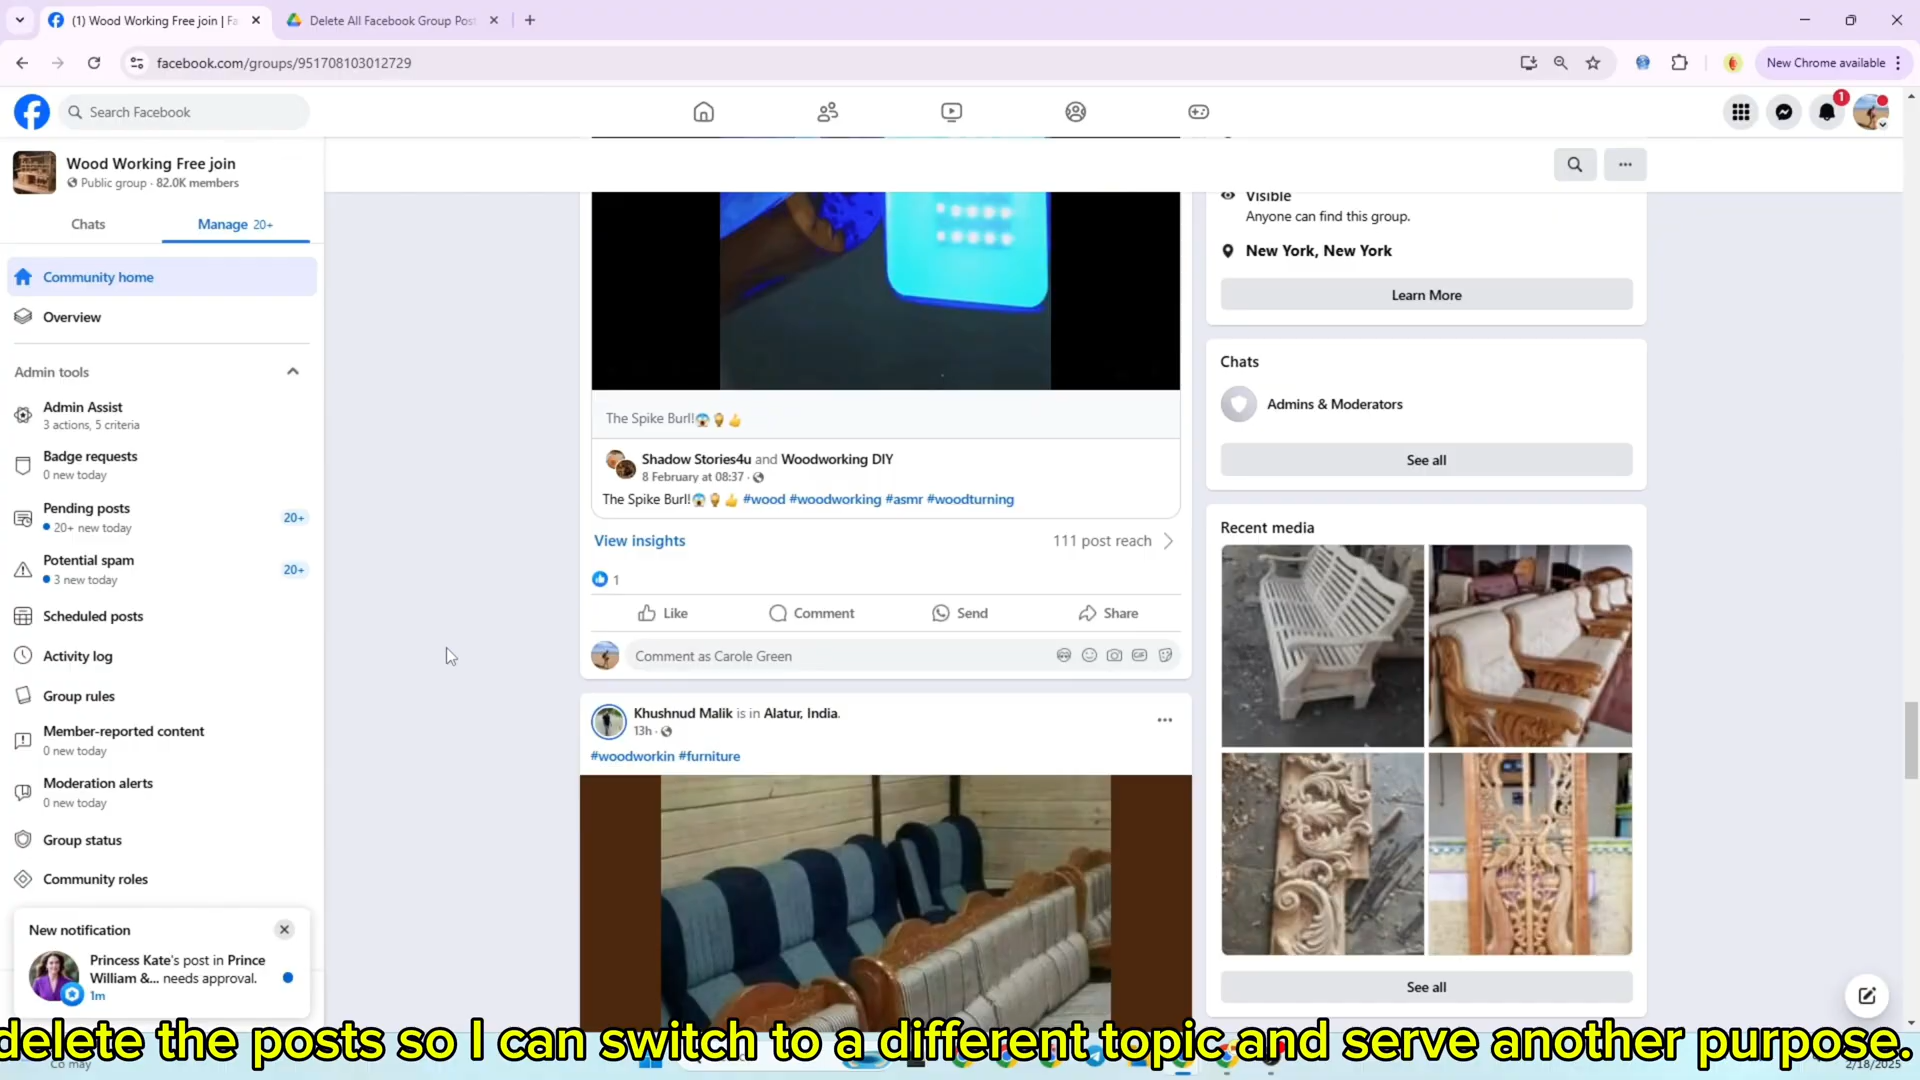 (1) Wood Working Free join | Fa
Delete All Facebook Group Pos
facebook.com/groups/951708103012729
New Chrome available
Search Facebook
1
Wood Working Free join
Public group · 82.0K members
Chats
Manage 20+
Community home
Overview
Admin tools
Admin Assist
3 actions, 5 criteria
Badge requests
0 new today
Pending posts
20+ new today
20+
Potential spam
3 new today
20+
Scheduled posts
Activity log
Group rules
Member-reported content
0 new today
Moderation alerts
0 new today
Group status
Community roles
New notification
Princess Kate's post in Prince
William &... needs approval.
1m
The Spike Burl!😱🍦👍
Shadow Stories4u and Woodworking DIY
8 February at 08:37 ·
The Spike Burl!😱🍦👍 #wood #woodworking #asmr #woodturning
View insights
111 post reach
1
Like
Comment
Send
Share
Comment as Carole Green
GIF
Khushnud Malik is in Alatur, India.
13h ·
#woodworkin #furniture
Visible
Anyone can find this group.
New York, New York
Learn More
Chats
Admins & Moderators
See all
Recent media
See all
delete the posts so I can switch to a different topic and serve another purpose.
Co may
2/18/2025